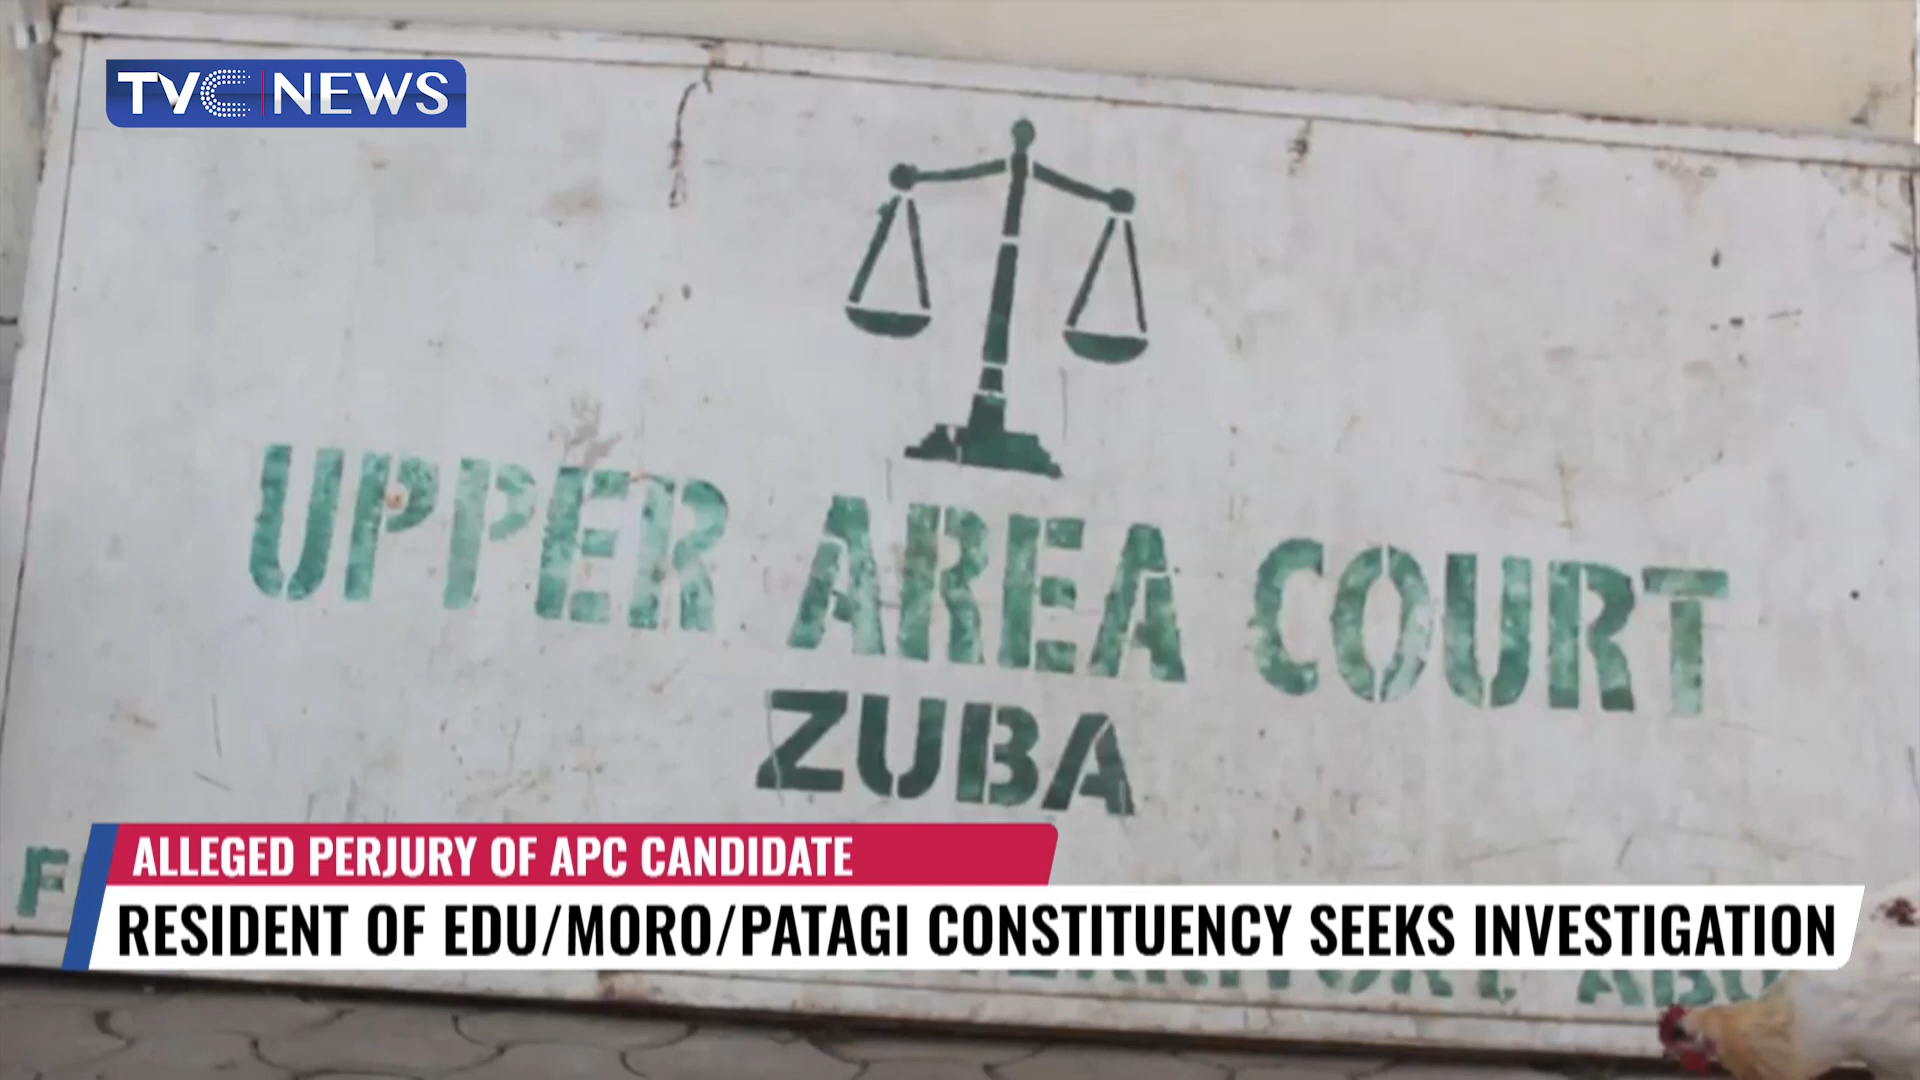 TVC NEWS
UPPER AREA COURT
ZUBA
ALLEGED PERJURY OF APC CANDIDATE
RESIDENT OF EDU/MORO/PATAGI CONSTITUENCY SEEKS INVESTIGATION